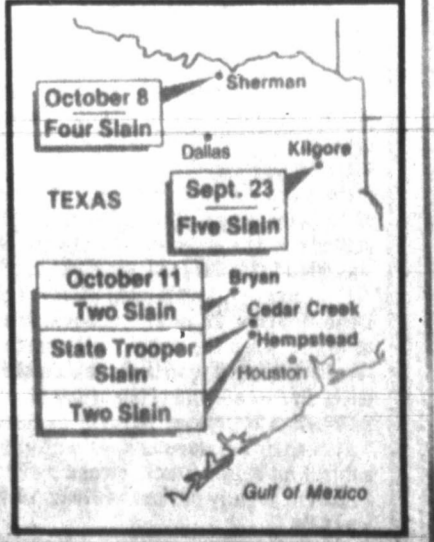 Sherman
October 8
Four Slain
Dallas
Kilgore
TEXAS
Sept. 23
Five Slain
October 11
Bryan
Two Slain
Cedar Creek
State Trooper
Slain
Hempstead
Houston
Two Slain
Gulf of Mexico